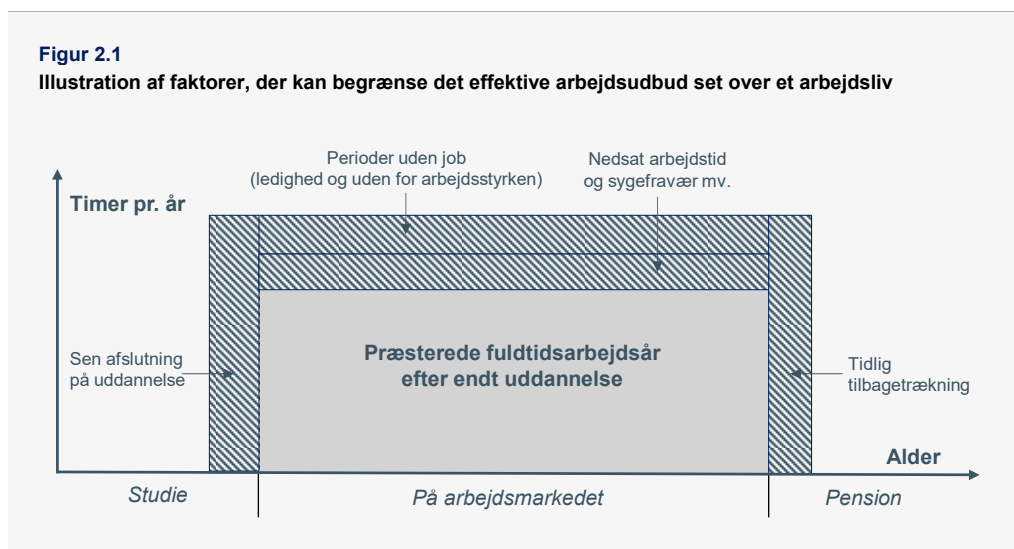 Figur 2.1
Illustration af faktorer, der kan begrænse det effektive arbejdsudbud set over et arbejdsliv
Perioder uden job
(ledighed og uden for arbejdsstyrken)
Nedsat arbejdstid
og sygefravær mv.
Timer pr. år
Præsterede fuldtidsarbejdsår
efter endt uddannelse
Sen afslutning
på uddannelse
Tidlig
tilbagetrækning
Alder
Studie
På arbejdsmarkedet
Pension